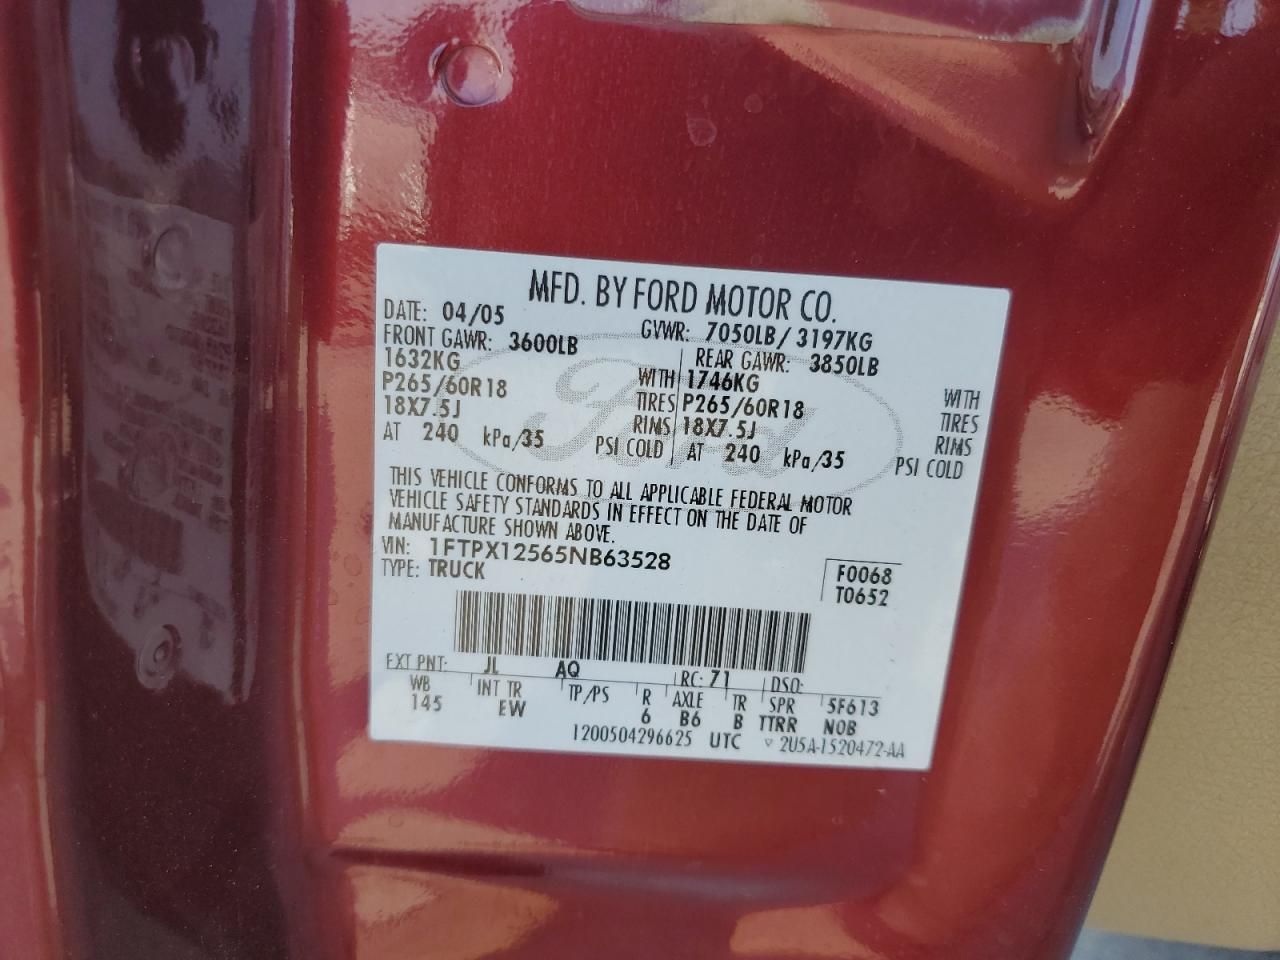 MFD. BY FORD MOTOR CO.
DATE: 04/05 GVWR: 7050LB/ 3197KG
FRONT GAWR: 3600LB REAR GAWR: 3850LB
1632KG WITH 1746KG WITH
P265/60R18 TIRES P265/60R18 TIRES
18X7.5J RIMS 18X7.5J RIMS
AT 240 kPa/35 PSI COLD AT 240 kPa/35 PSI COLD
Ford
THIS VEHICLE CONFORMS TO ALL APPLICABLE FEDERAL MOTOR
VEHICLE SAFETY STANDARDS IN EFFECT ON THE DATE OF
MANUFACTURE SHOWN ABOVE.
VIN: 1FTPX12565NB63528
TYPE: TRUCK
F0068
T0652
EXT PNT: JL AQ RC: 71 DSO:
WB INT TR TP/PS R AXLE TR SPR 5F613
145 EW 6 B6 B TTRR NOB
1200504296625 UTC ▽ 2U5A-1520472-AA